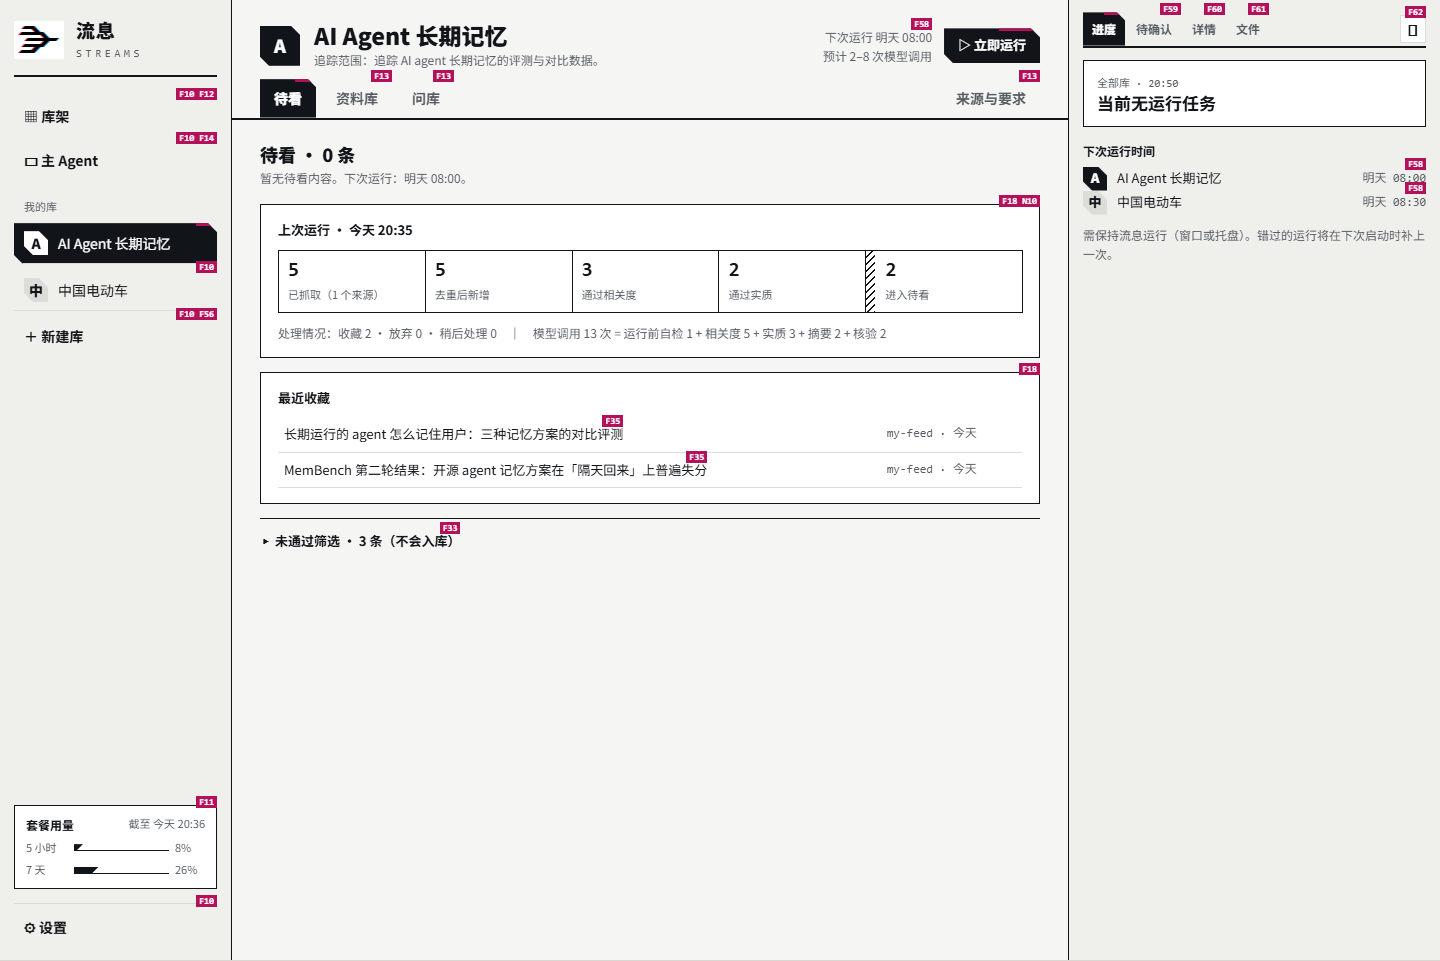 流息
STREAMS
F10 F12
库架
F10 F14
主 Agent
我的库
A AI Agent 长期记忆
F10
中 中国电动车
F10 F56
+ 新建库
F11
套餐用量 截至 今天 20:36
5 小时 8%
7 天 26%
F10
设置
A
AI Agent 长期记忆
追踪范围：追踪 AI agent 长期记忆的评测与对比数据。
F58
下次运行 明天 08:00
预计 2–8 次模型调用
▷ 立即运行
F13 F13 F13
待看 资料库 问库 来源与要求
待看 · 0 条
暂无待看内容。下次运行：明天 08:00。
F18 N10
上次运行 · 今天 20:35
5 5 3 2 2
已抓取（1 个来源） 去重后新增 通过相关度 通过实质 进入待看
处理情况：收藏 2 · 放弃 0 · 稍后处理 0 | 模型调用 13 次 = 运行前自检 1 + 相关度 5 + 实质 3 + 摘要 2 + 核验 2
F18
最近收藏
F35
长期运行的 agent 怎么记住用户：三种记忆方案的对比评测 my-feed · 今天
F35
MemBench 第二轮结果：开源 agent 记忆方案在「隔天回来」上普遍失分 my-feed · 今天
F33
▸ 未通过筛选 · 3 条（不会入库）
F59 F60 F61 F62
进度 待确认 详情 文件
全部库 · 20:50
当前无运行任务
下次运行时间
F58
A AI Agent 长期记忆 明天 08:00
F58
中 中国电动车 明天 08:30
需保持流息运行（窗口或托盘）。错过的运行将在下次启动时补上
一次。